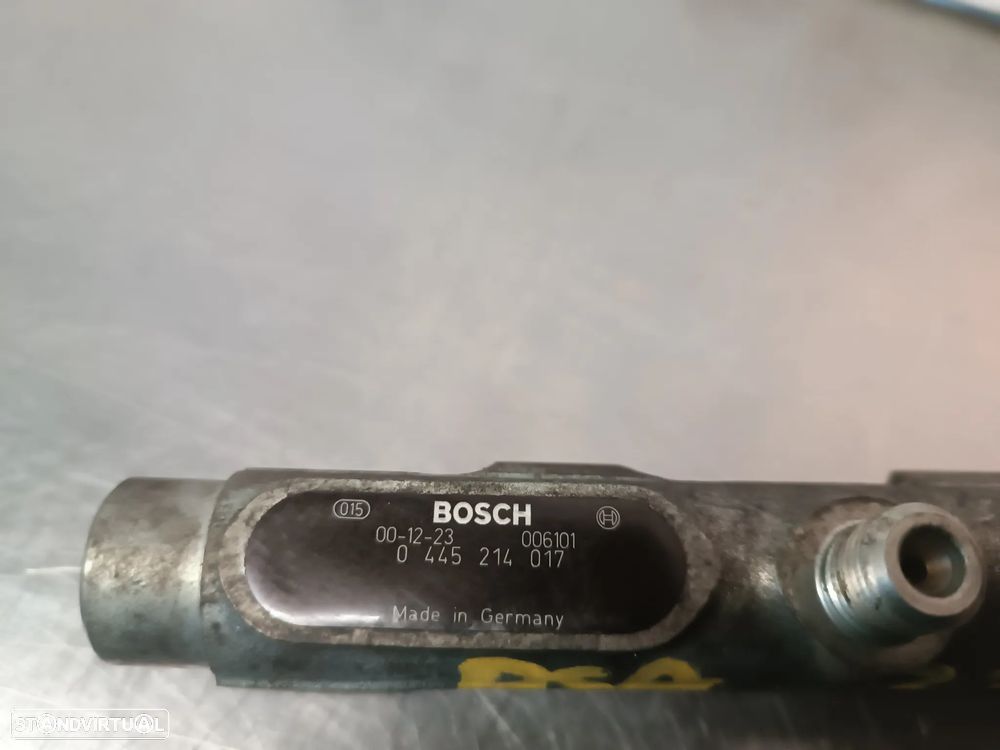 015 BOSCH
00-12-23 006101
0 445 214 017
Made in Germany
STANDVIRTUAL